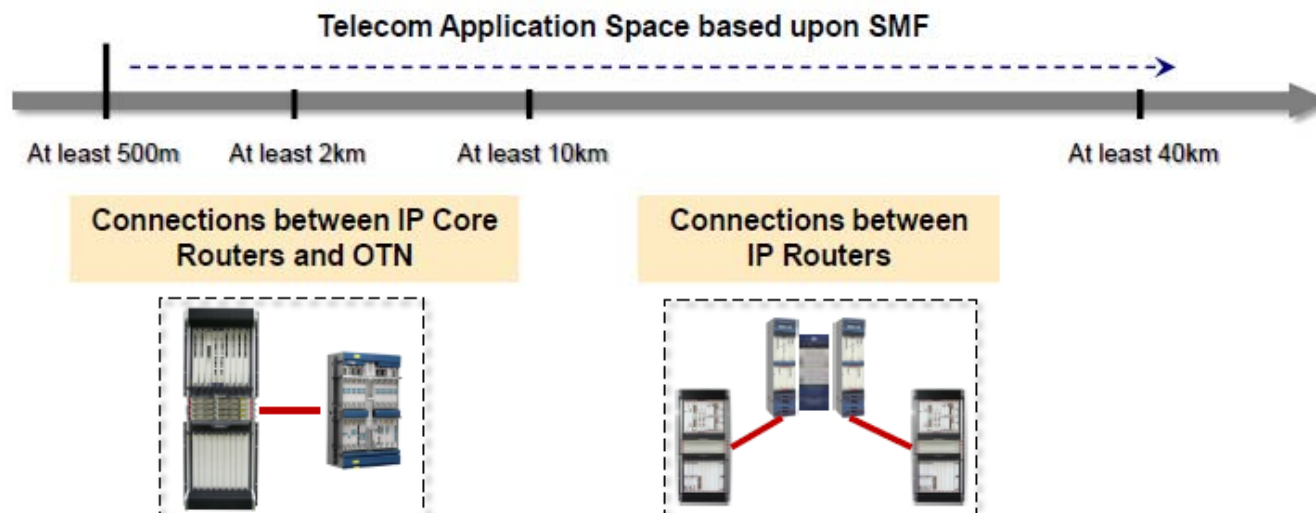 Telecom Application Space based upon SMF
At least 500m
At least 2km
At least 10km
At least 40km
Connections between IP Core
Routers and OTN
Connections between
IP Routers